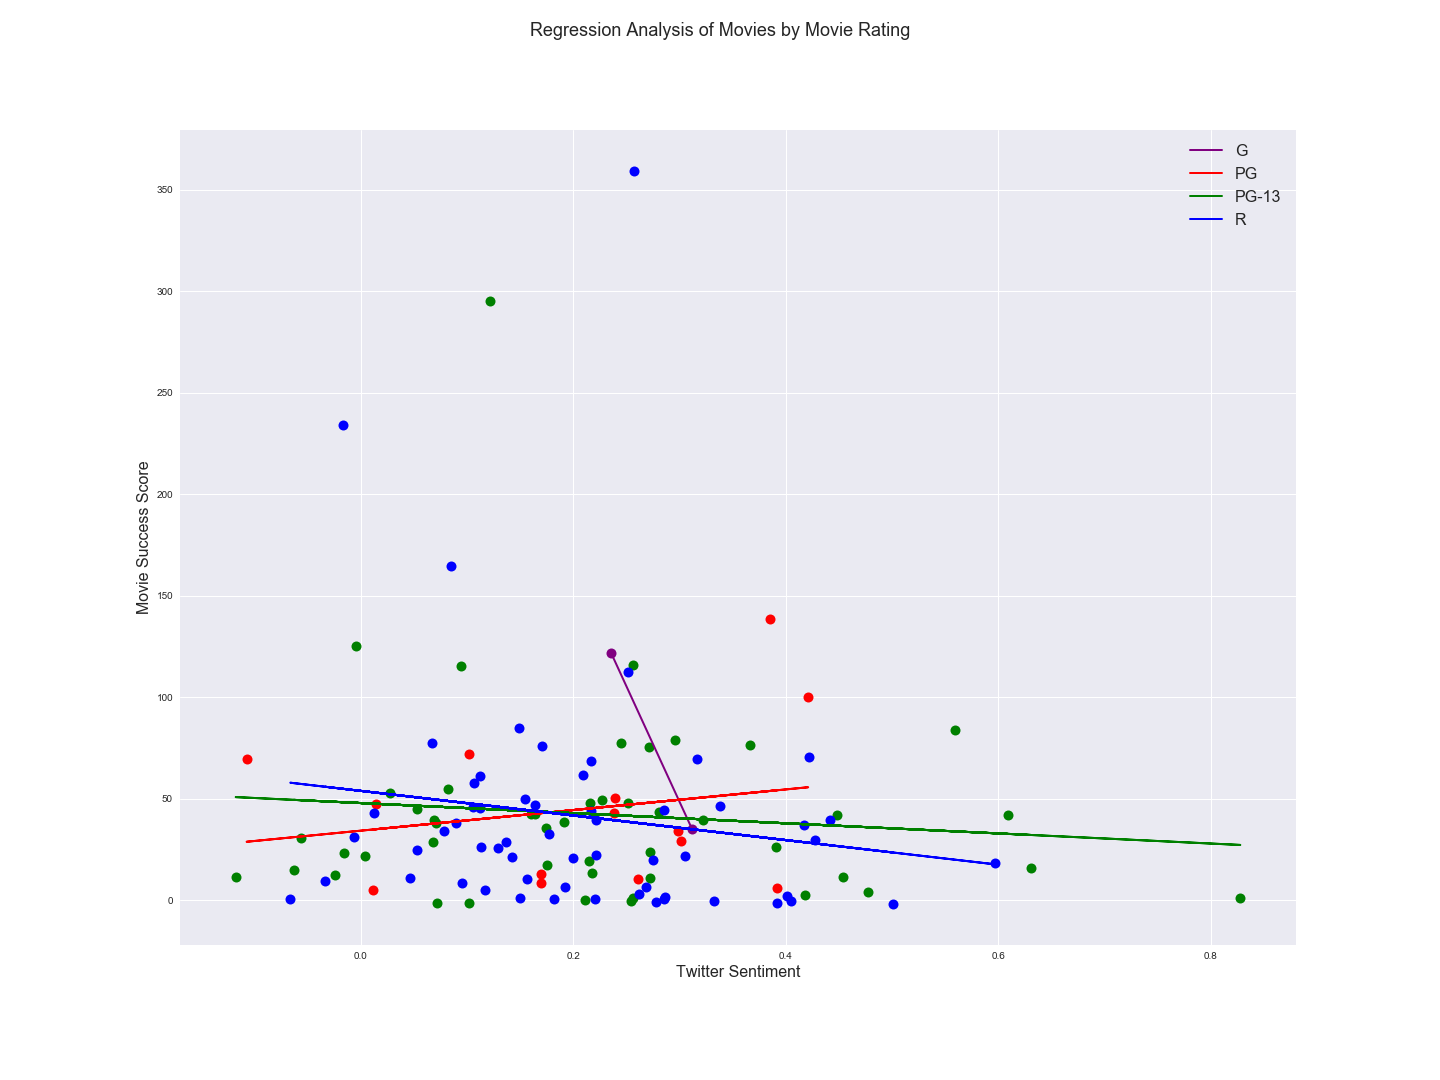 Regression Analysis of Movies by Movie Rating
G
PG
PG-13
R
350
300
250
200
150
100
50
0
Movie Success Score
0.0 0.2 0.4 0.6 0.8
Twitter Sentiment